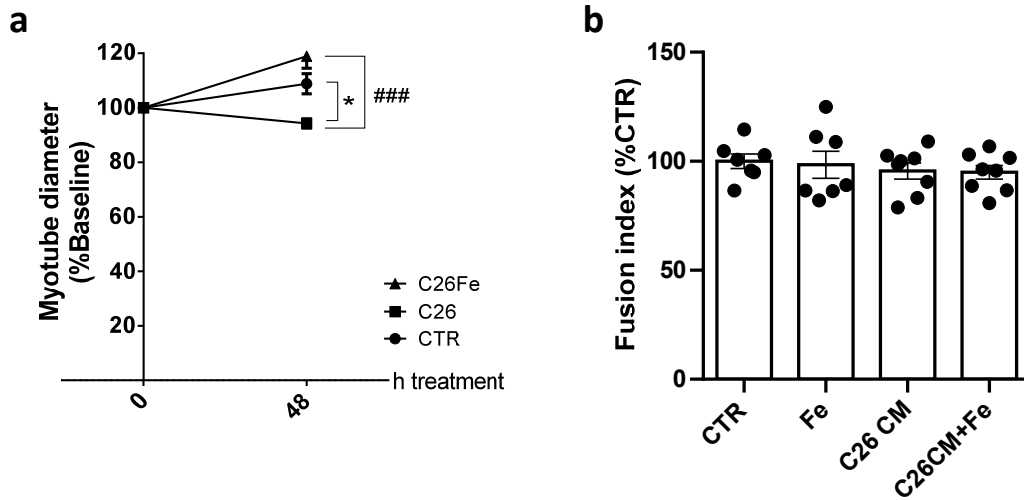 a
Myotube diameter
(%Baseline)
120
100
80
60
40
20
*
###
C26Fe
C26
CTR
h treatment
0
48
b
Fusion index (%CTR)
150
100
50
0
CTR
Fe
C26 CM
C26CM+Fe